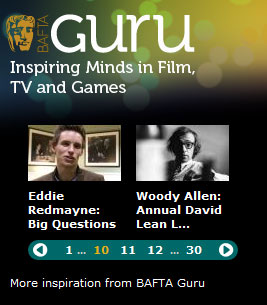 BAFTA
GURU
Inspiring Minds in Film,
TV and Games
Eddie
Redmayne:
Big Questions
Woody Allen:
Annual David
Lean L...
1 ... 10 11 12 ... 30
More inspiration from BAFTA Guru